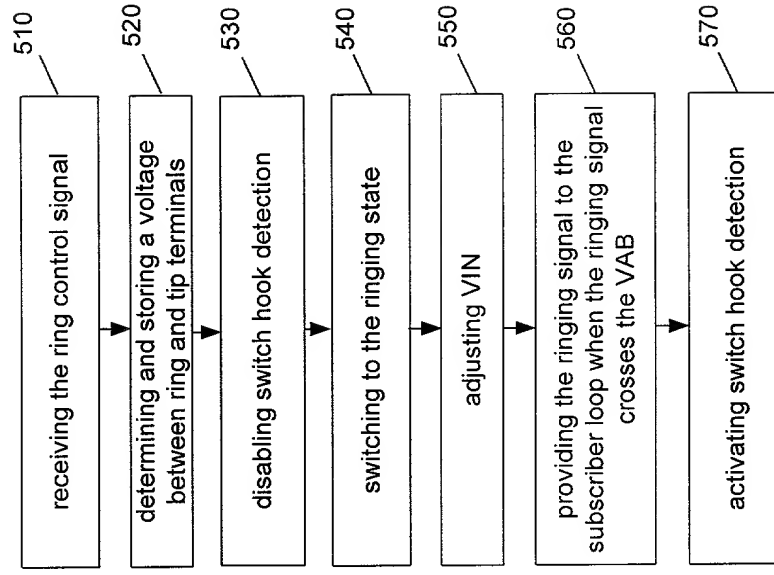 510
receiving the ring control signal
520
determining and storing a voltage
between ring and tip terminals
530
disabling switch hook detection
540
switching to the ringing state
550
adjusting VIN
560
providing the ringing signal to the
subscriber loop when the ringing signal
crosses the VAB
570
activating switch hook detection